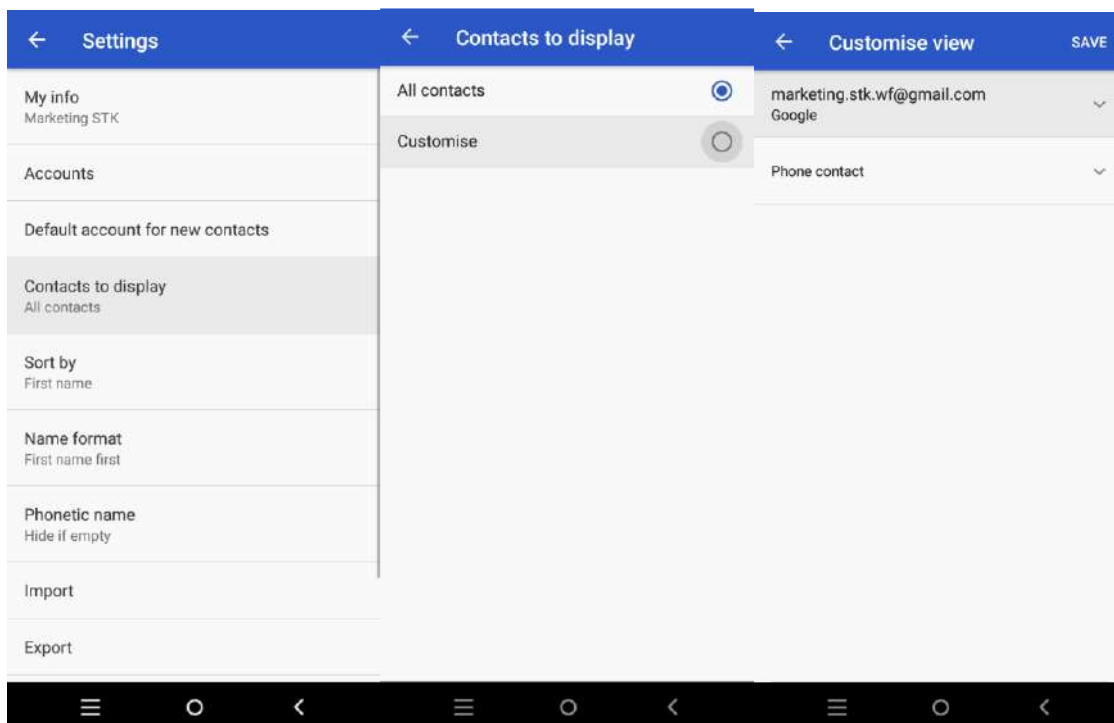 Settings
My info
Marketing STK
Accounts
Default account for new contacts
Contacts to display
All contacts
Sort by
First name
Name format
First name first
Phonetic name
Hide if empty
Import
Export
Contacts to display
All contacts
Customise
Customise view
SAVE
marketing.stk.wf@gmail.com
Google
Phone contact